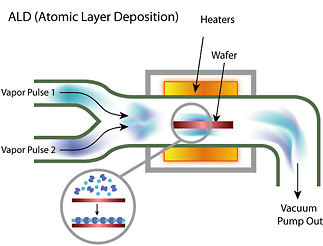 ALD (Atomic Layer Deposition)
Heaters
Wafer
Vapor Pulse 1
Vapor Pulse 2
Vacuum
Pump Out